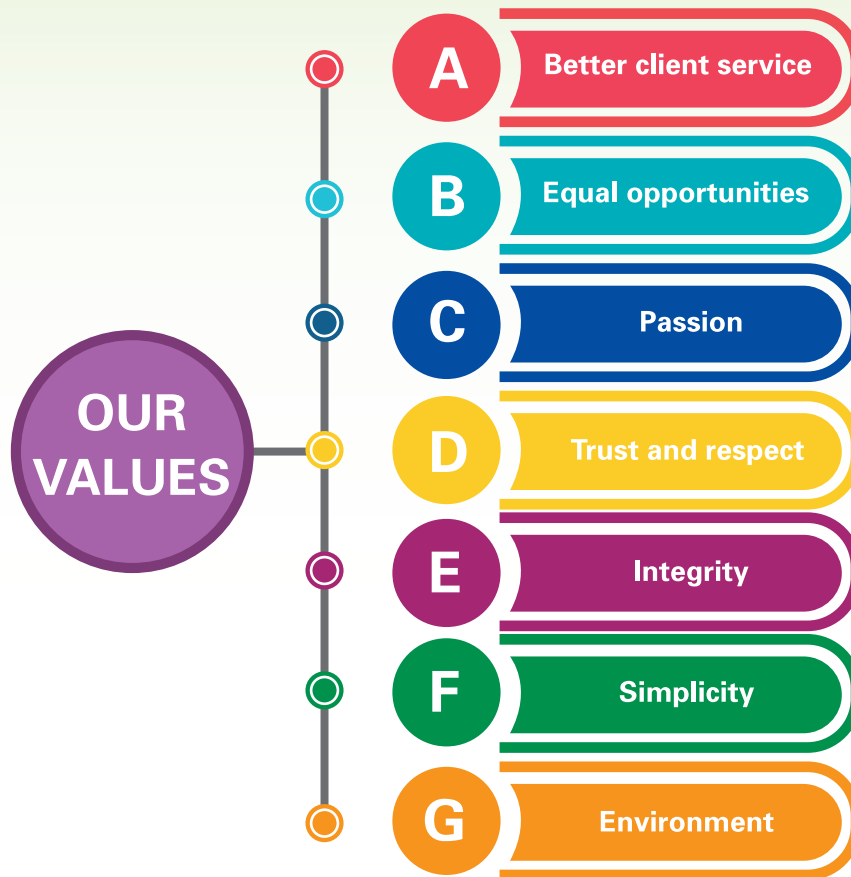 OUR
VALUES
A
Better client service
B
Equal opportunities
C
Passion
D
Trust and respect
E
Integrity
F
Simplicity
G
Environment